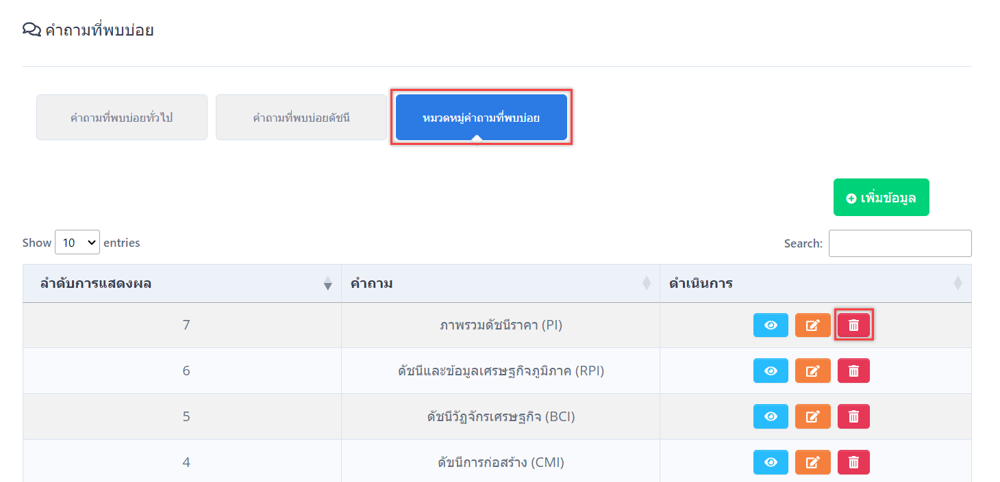 คำถามที่พบบ่อย
คำถามที่พบบ่อยทั่วไป คำถามที่พบบ่อยดัชนี หมวดหมู่คำถามที่พบบ่อย
เพิ่มข้อมูล
Show 10 entries Search:
ลำดับการแสดงผล คำถาม ดำเนินการ
7 ภาพรวมดัชนีราคา (PI)
6 ดัชนีและข้อมูลเศรษฐกิจภูมิภาค (RPI)
5 ดัชนีวัฏจักรเศรษฐกิจ (BCI)
4 ดัชนีการก่อสร้าง (CMI)